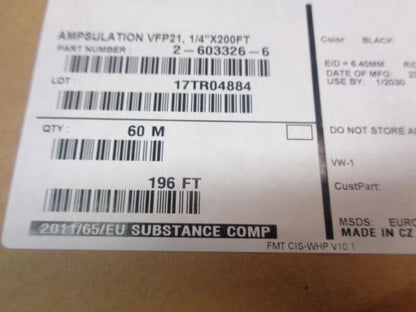 AMPSULATION VFP21, 1/4"X200FT
PART NUMBER : 2-603326-6
LOT : 17TR04884
QTY : 60 M
196 FT
2011/65/EU SUBSTANCE COMP
FMT CIS-WHP V10.1
Color: BLACK
EID = 6.40MM
DATE OF MFG:
USE BY: 1/2030
DO NOT STORE
VW-1
CustPart:
MSDS: EURO
MADE IN CZ